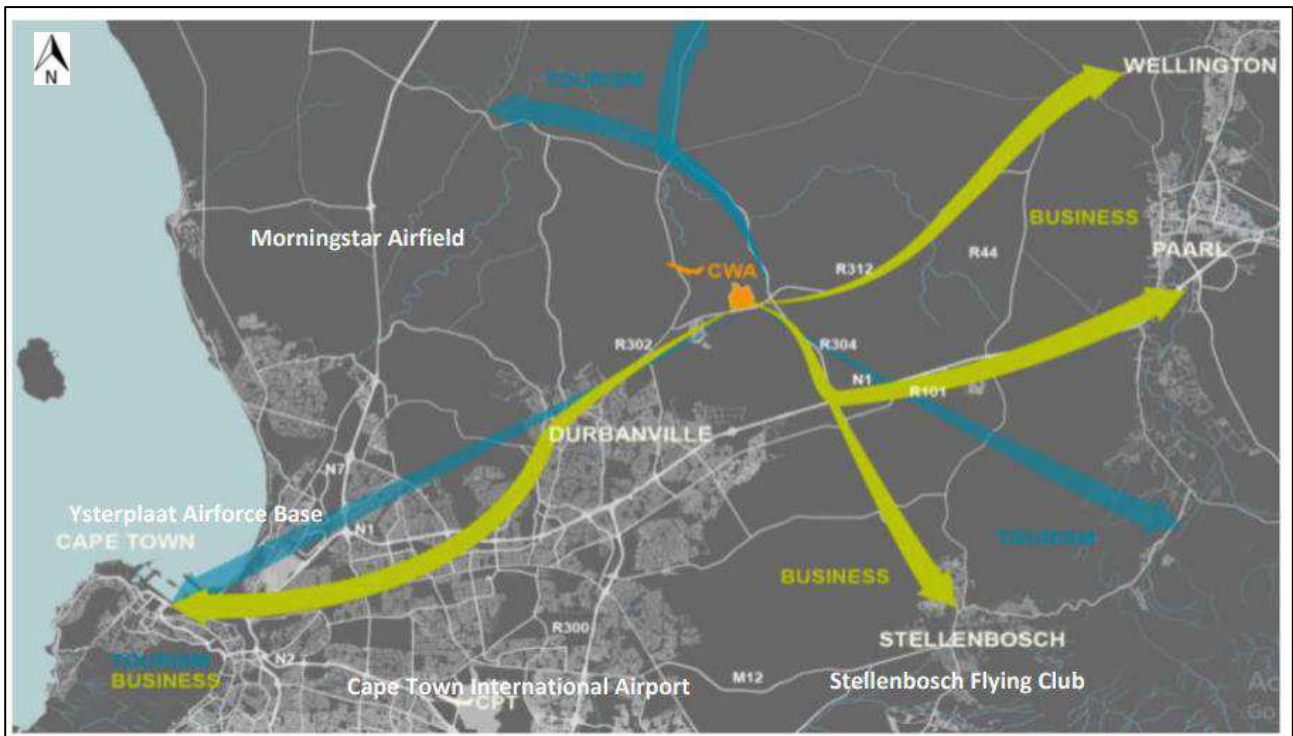 N
TOURISM
WELLINGTON
BUSINESS
Morningstar Airfield
PAARL
R44
CWA
R312
R302
R304
N1
R101
DURBANVILLE
N7
Ysterplaat Airforce Base
N1
CAPE TOWN
TOURISM
BUSINESS
R300
STELLENBOSCH
TOURISM
N2
BUSINESS
M12
Cape Town International Airport
Stellenbosch Flying Club
CPT